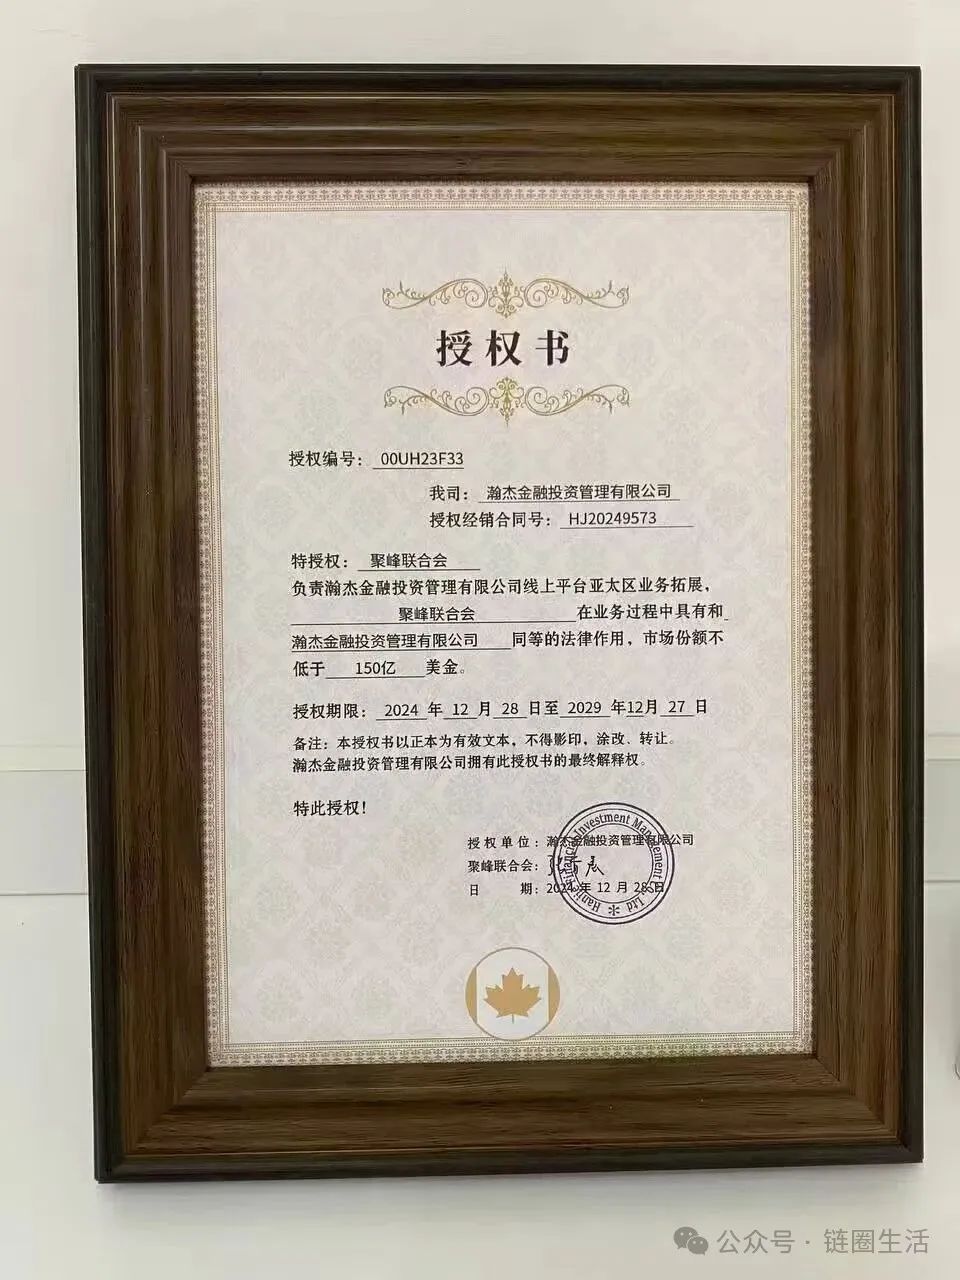 授权书
授权编号： 00UH23F33
我司： 瀚杰金融投资管理有限公司
授权经销合同号： HJ20249573
特授权： 聚峰联合会
负责瀚杰金融投资管理有限公司线上平台亚太区业务拓展，
聚峰联合会 在业务过程中具有和
瀚杰金融投资管理有限公司 同等的法律作用，市场份额不
低于 150亿 美金。
授权期限： 2024 年 12 月 28 日至 2029 年12月 27 日
备注：本授权书以正本为有效文本，不得影印，涂改、转让。
瀚杰金融投资管理有限公司拥有此授权书的最终解释权。
特此授权！
授权单位：瀚杰金融投资管理有限公司
聚峰联合会：
日 期：2024 年 12 月 28 日
Financial Investment Management Ltd
公众号·链圈生活